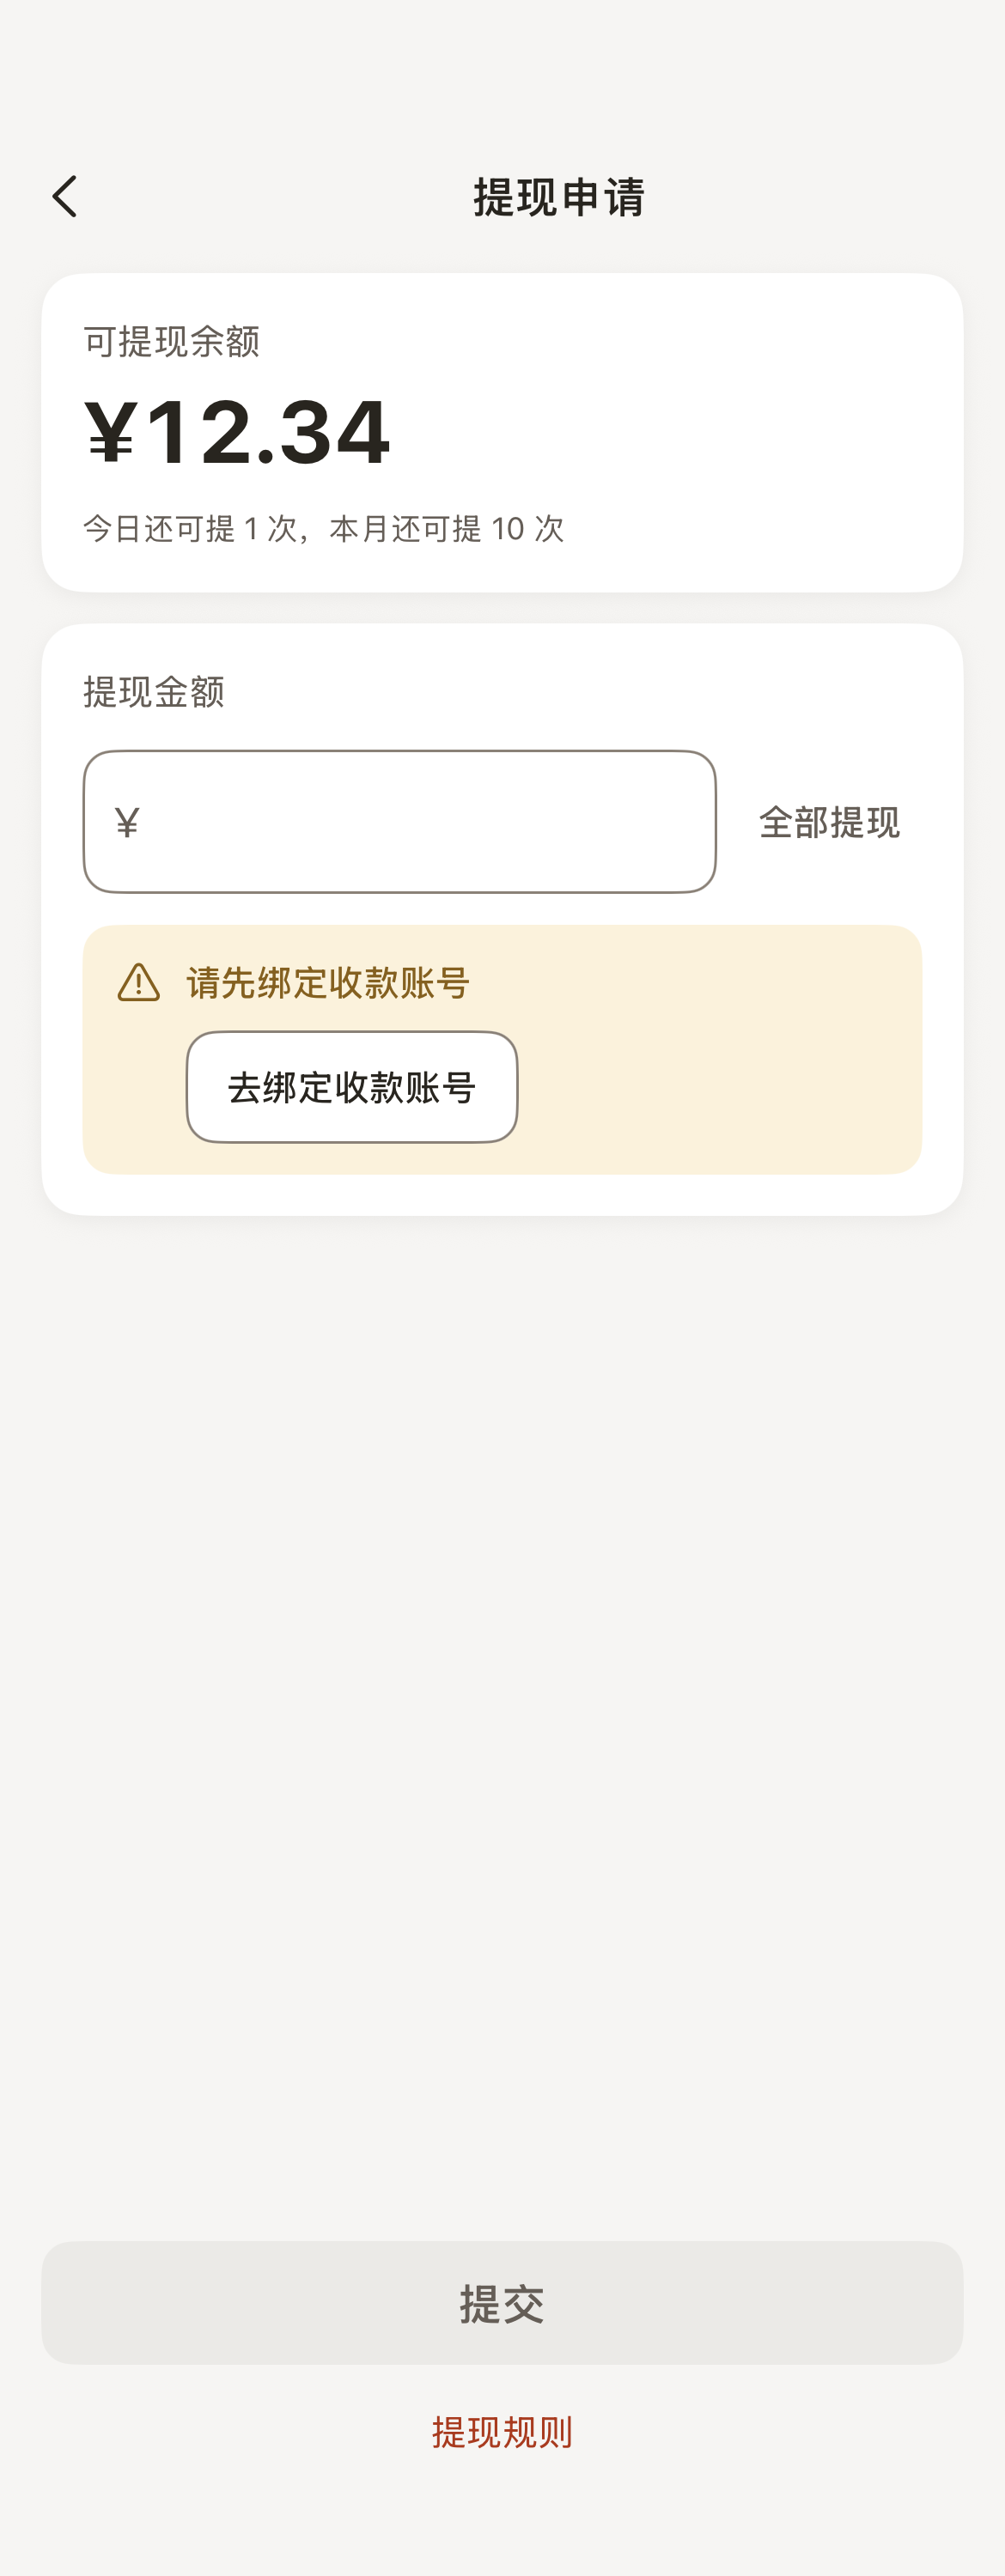 提现申请
可提现余额
¥12.34
今日还可提 1 次，本月还可提 10 次
提现金额
¥
全部提现
请先绑定收款账号
去绑定收款账号
提交
提现规则